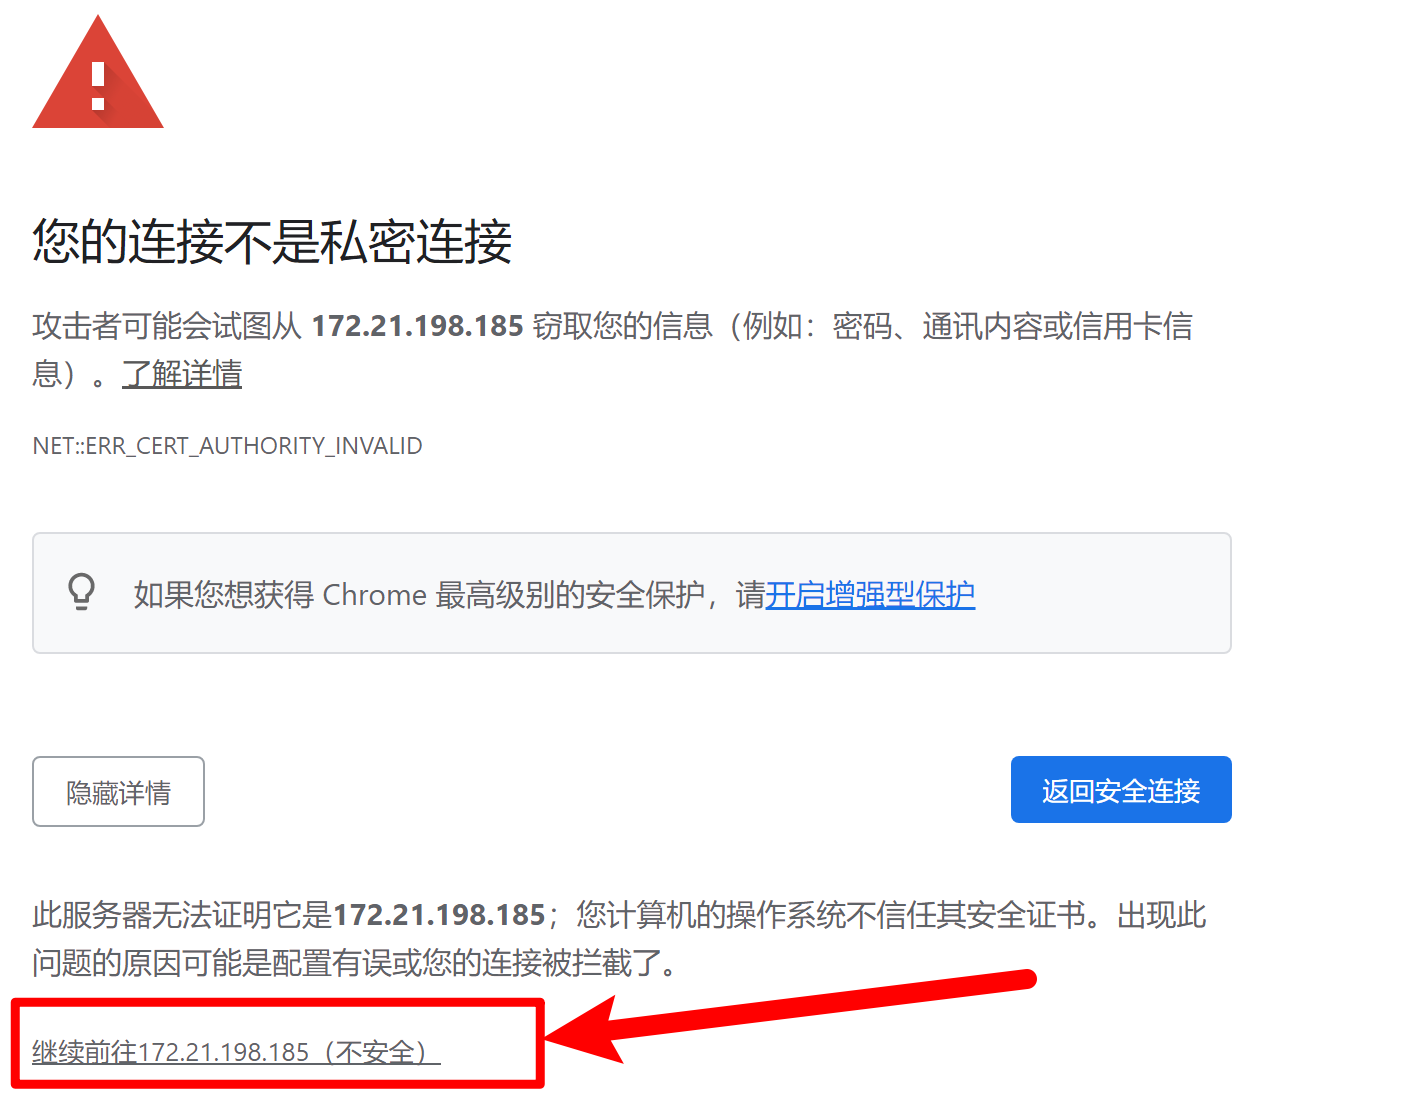 您的连接不是私密连接
攻击者可能会试图从 172.21.198.185 窃取您的信息（例如：密码、通讯内容或信用卡信
息）。了解详情
NET::ERR_CERT_AUTHORITY_INVALID
如果您想获得 Chrome 最高级别的安全保护，请开启增强型保护
隐藏详情
返回安全连接
此服务器无法证明它是172.21.198.185；您计算机的操作系统不信任其安全证书。出现此
问题的原因可能是配置有误或您的连接被拦截了。
继续前往172.21.198.185（不安全）